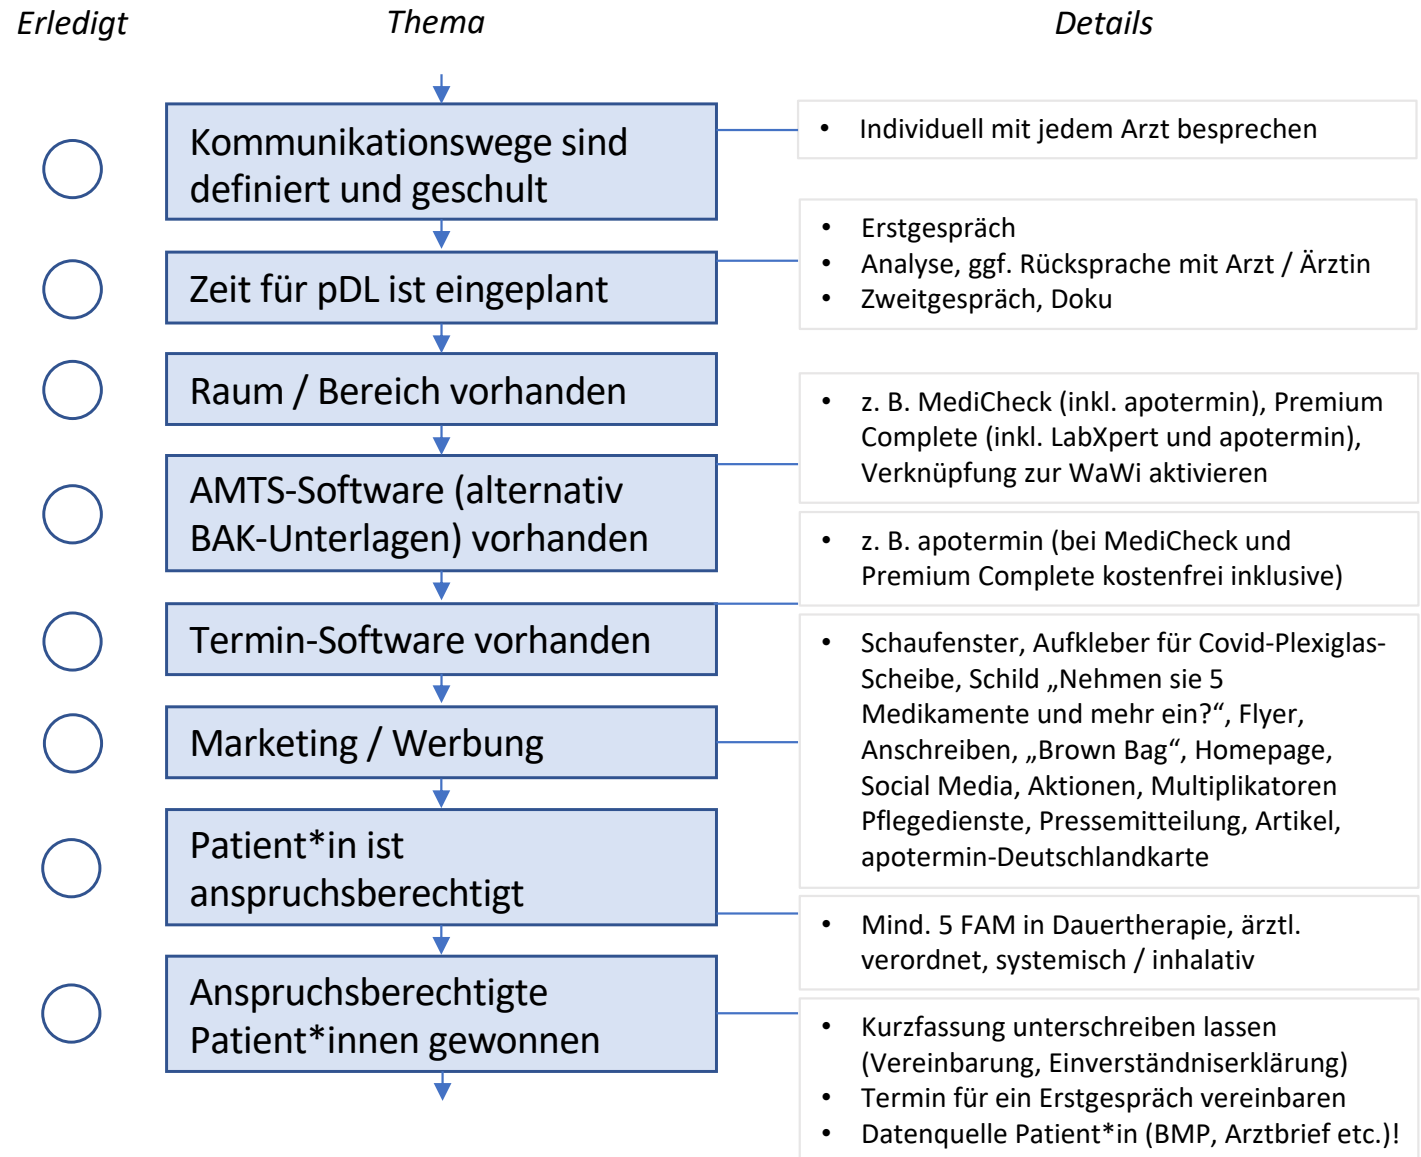 Erledigt
Thema
Details
Kommunikationswege sind
definiert und geschult
• Individuell mit jedem Arzt besprechen
Zeit für pDL ist eingeplant
• Erstgespräch
• Analyse, ggf. Rücksprache mit Arzt / Ärztin
• Zweitgespräch, Doku
Raum / Bereich vorhanden
AMTS-Software (alternativ
BAK-Unterlagen) vorhanden
• z. B. MediCheck (inkl. apotermin), Premium
Complete (inkl. LabXpert und apotermin),
Verknüpfung zur WaWi aktivieren
Termin-Software vorhanden
• z. B. apotermin (bei MediCheck und
Premium Complete kostenfrei inklusive)
Marketing / Werbung
• Schaufenster, Aufkleber für Covid-Plexiglas-
Scheibe, Schild „Nehmen sie 5
Medikamente und mehr ein?“, Flyer,
Anschreiben, „Brown Bag“, Homepage,
Social Media, Aktionen, Multiplikatoren
Pflegedienste, Pressemitteilung, Artikel,
apotermin-Deutschlandkarte
Patient*in ist
anspruchsberechtigt
• Mind. 5 FAM in Dauertherapie, ärztl.
verordnet, systemisch / inhalativ
Anspruchsberechtigte
Patient*innen gewonnen
• Kurzfassung unterschreiben lassen
(Vereinbarung, Einverständniserklärung)
• Termin für ein Erstgespräch vereinbaren
• Datenquelle Patient*in (BMP, Arztbrief etc.)!